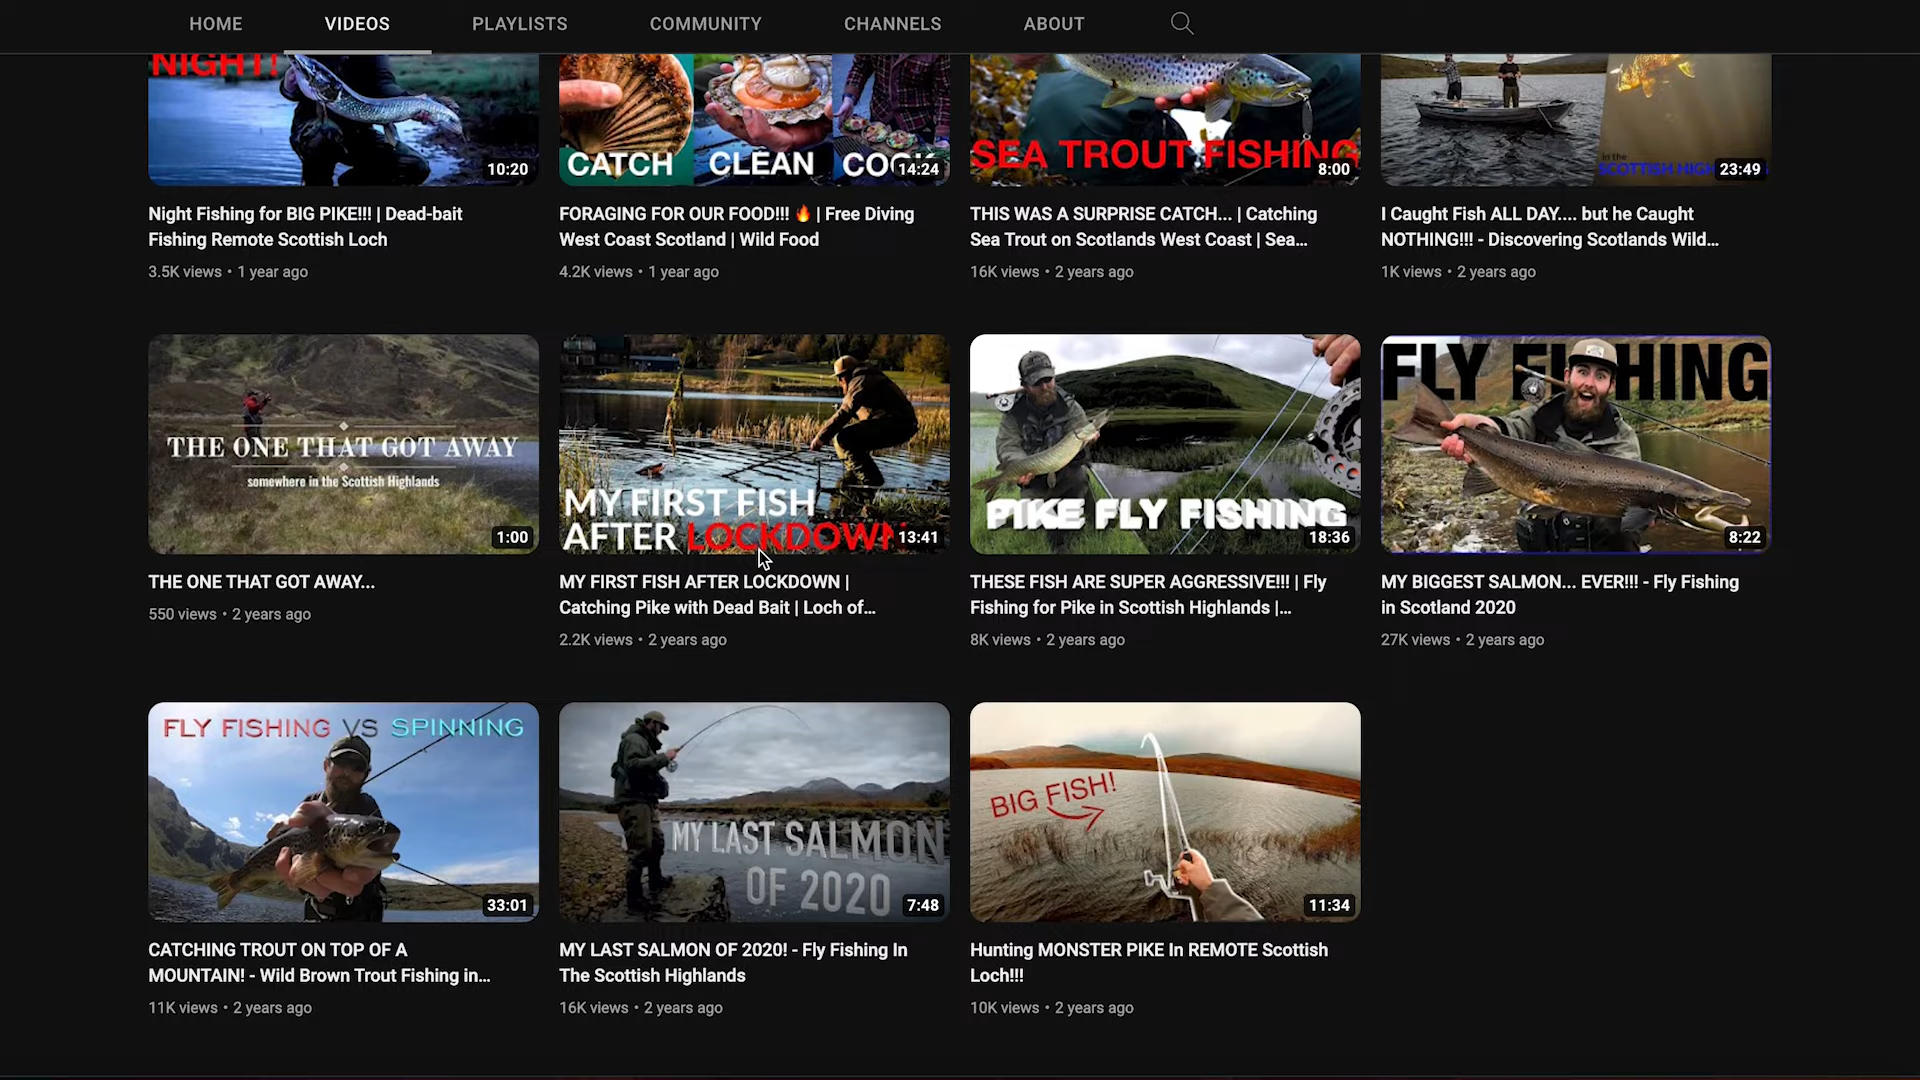 HOME VIDEOS PLAYLISTS COMMUNITY CHANNELS ABOUT
NIGHT!
10:20
CATCH CLEAN
14:24
SEA TROUT FISHING
8:00
in the
SCOTTISH
23:49
Night Fishing for BIG PIKE!!! | Dead-bait
Fishing Remote Scottish Loch
3.5K views • 1 year ago
FORAGING FOR OUR FOOD!!! 🔥 | Free Diving
West Coast Scotland | Wild Food
4.2K views • 1 year ago
THIS WAS A SURPRISE CATCH... | Catching
Sea Trout on Scotlands West Coast | Sea...
16K views • 2 years ago
I Caught Fish ALL DAY.... but he Caught
NOTHING!!! - Discovering Scotlands Wild...
1K views • 2 years ago
THE ONE THAT GOT AWAY
somewhere in the Scottish Highlands
1:00
MY FIRST FISH
AFTER LOCKDOWN
13:41
PIKE FLY FISHING
18:36
FLY FISHING
8:22
THE ONE THAT GOT AWAY...
550 views • 2 years ago
MY FIRST FISH AFTER LOCKDOWN |
Catching Pike with Dead Bait | Loch of...
2.2K views • 2 years ago
THESE FISH ARE SUPER AGGRESSIVE!!! | Fly
Fishing for Pike in Scottish Highlands |...
8K views • 2 years ago
MY BIGGEST SALMON... EVER!!! - Fly Fishing
in Scotland 2020
27K views • 2 years ago
FLY FISHING VS SPINNING
33:01
MY LAST SALMON
OF 2020
7:48
BIG FISH!
11:34
CATCHING TROUT ON TOP OF A
MOUNTAIN! - Wild Brown Trout Fishing in...
11K views • 2 years ago
MY LAST SALMON OF 2020! - Fly Fishing In
The Scottish Highlands
16K views • 2 years ago
Hunting MONSTER PIKE In REMOTE Scottish
Loch!!!
10K views • 2 years ago